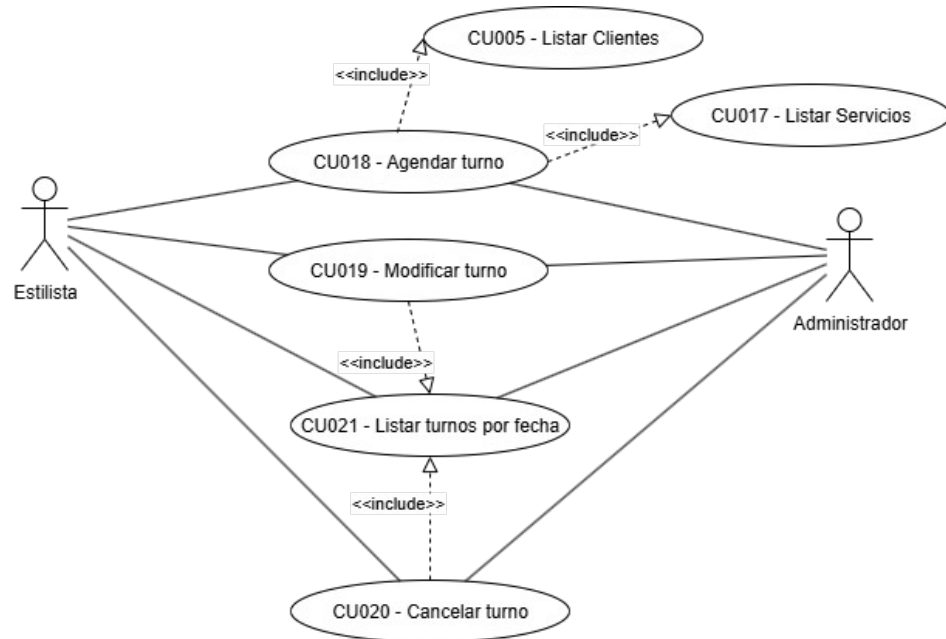 CU005 - Listar Clientes
<<include>>
CU017 - Listar Servicios
<<include>>
CU018 - Agendar turno
Estilista
CU019 - Modificar turno
Administrador
<<include>>
CU021 - Listar turnos por fecha
<<include>>
CU020 - Cancelar turno